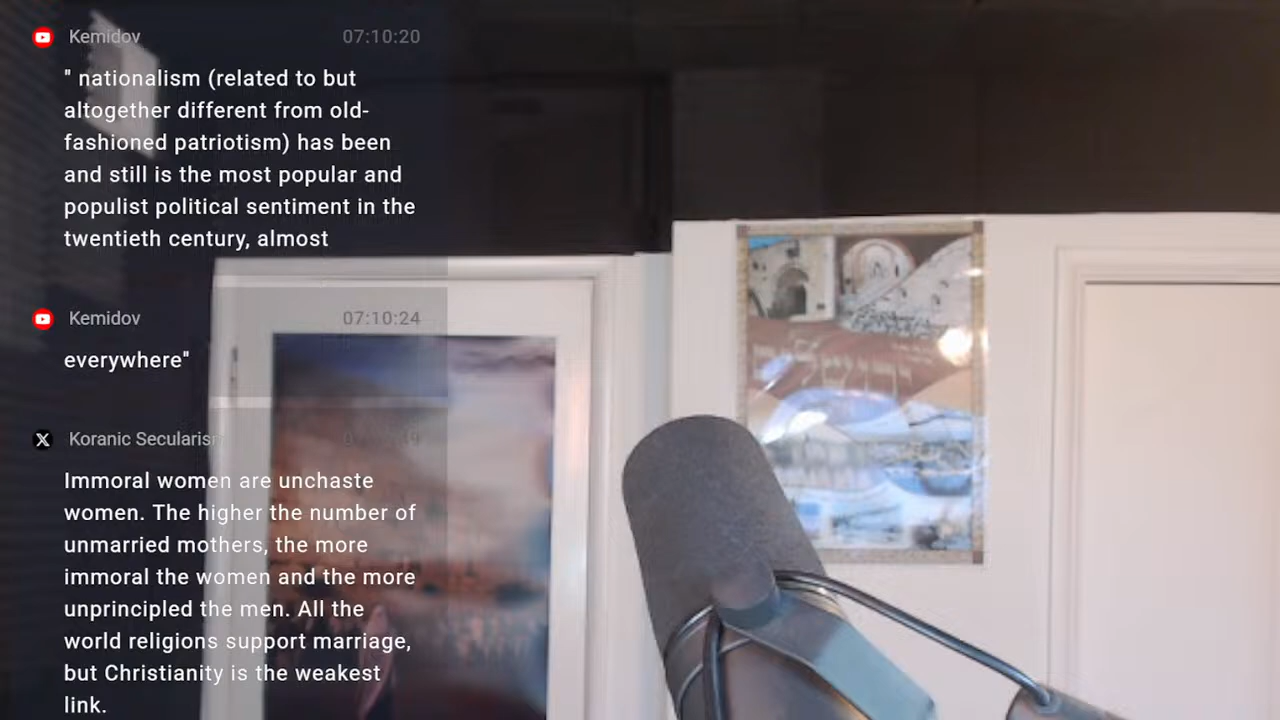 Kemidov 07:10:20
" nationalism (related to but
altogether different from old-
fashioned patriotism) has been
and still is the most popular and
populist political sentiment in the
twentieth century, almost
Kemidov 07:10:24
everywhere"
Koranic Secularism
Immoral women are unchaste
women. The higher the number of
unmarried mothers, the more
immoral the women and the more
unprincipled the men. All the
world religions support marriage,
but Christianity is the weakest
link.